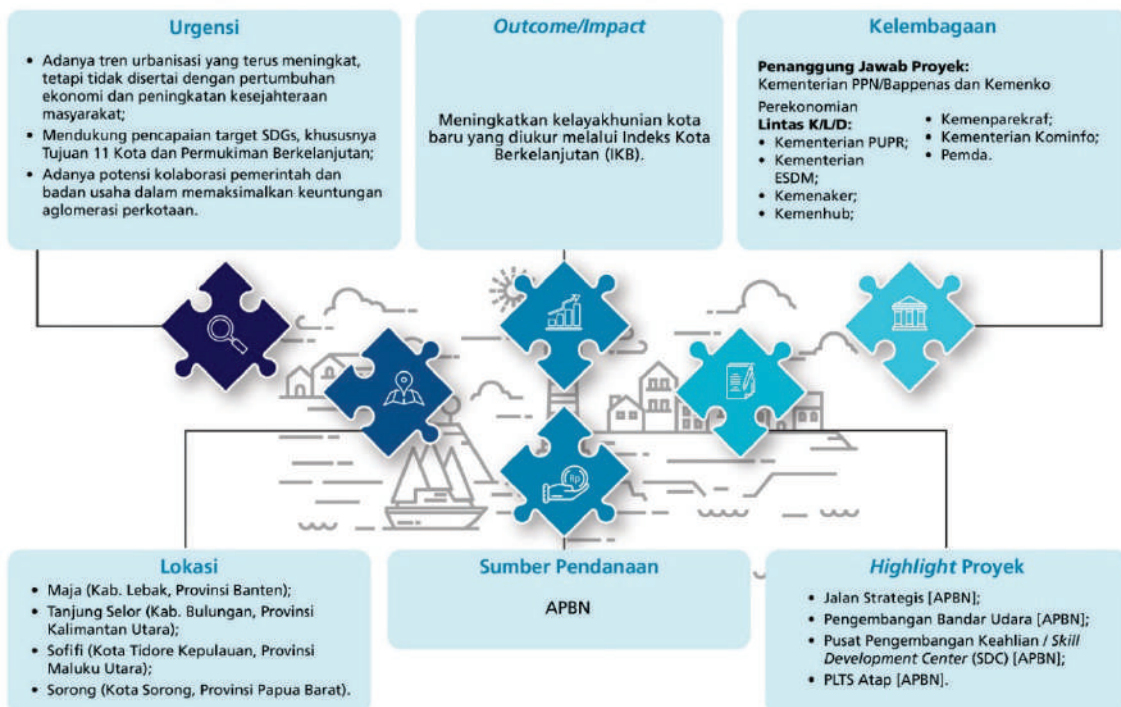 Urgensi
• Adanya tren urbanisasi yang terus meningkat,
tetapi tidak disertai dengan pertumbuhan
ekonomi dan peningkatan kesejahteraan
masyarakat;
• Mendukung pencapaian target SDGs, khususnya
Tujuan 11 Kota dan Permukiman Berkelanjutan;
• Adanya potensi kolaborasi pemerintah dan
badan usaha dalam memaksimalkan keuntungan
aglomerasi perkotaan.
Outcome/Impact
Meningkatkan kelayakhunian kota
baru yang diukur melalui Indeks Kota
Berkelanjutan (IKB).
Kelembagaan
Penanggung Jawab Proyek:
Kementerian PPN/Bappenas dan Kemenko
Perekonomian
Lintas K/L/D:
• Kementerian PUPR;
• Kementerian
ESDM;
• Kemenaker;
• Kemenhub;
• Kemenparekraf;
• Kementerian Kominfo;
• Pemda.
Rp
Lokasi
• Maja (Kab. Lebak, Provinsi Banten);
• Tanjung Selor (Kab. Bulungan, Provinsi
Kalimantan Utara);
• Sofifi (Kota Tidore Kepulauan, Provinsi
Maluku Utara);
• Sorong (Kota Sorong, Provinsi Papua Barat).
Sumber Pendanaan
APBN
Highlight Proyek
• Jalan Strategis [APBN];
• Pengembangan Bandar Udara [APBN];
• Pusat Pengembangan Keahlian / Skill
Development Center (SDC) [APBN];
• PLTS Atap [APBN].